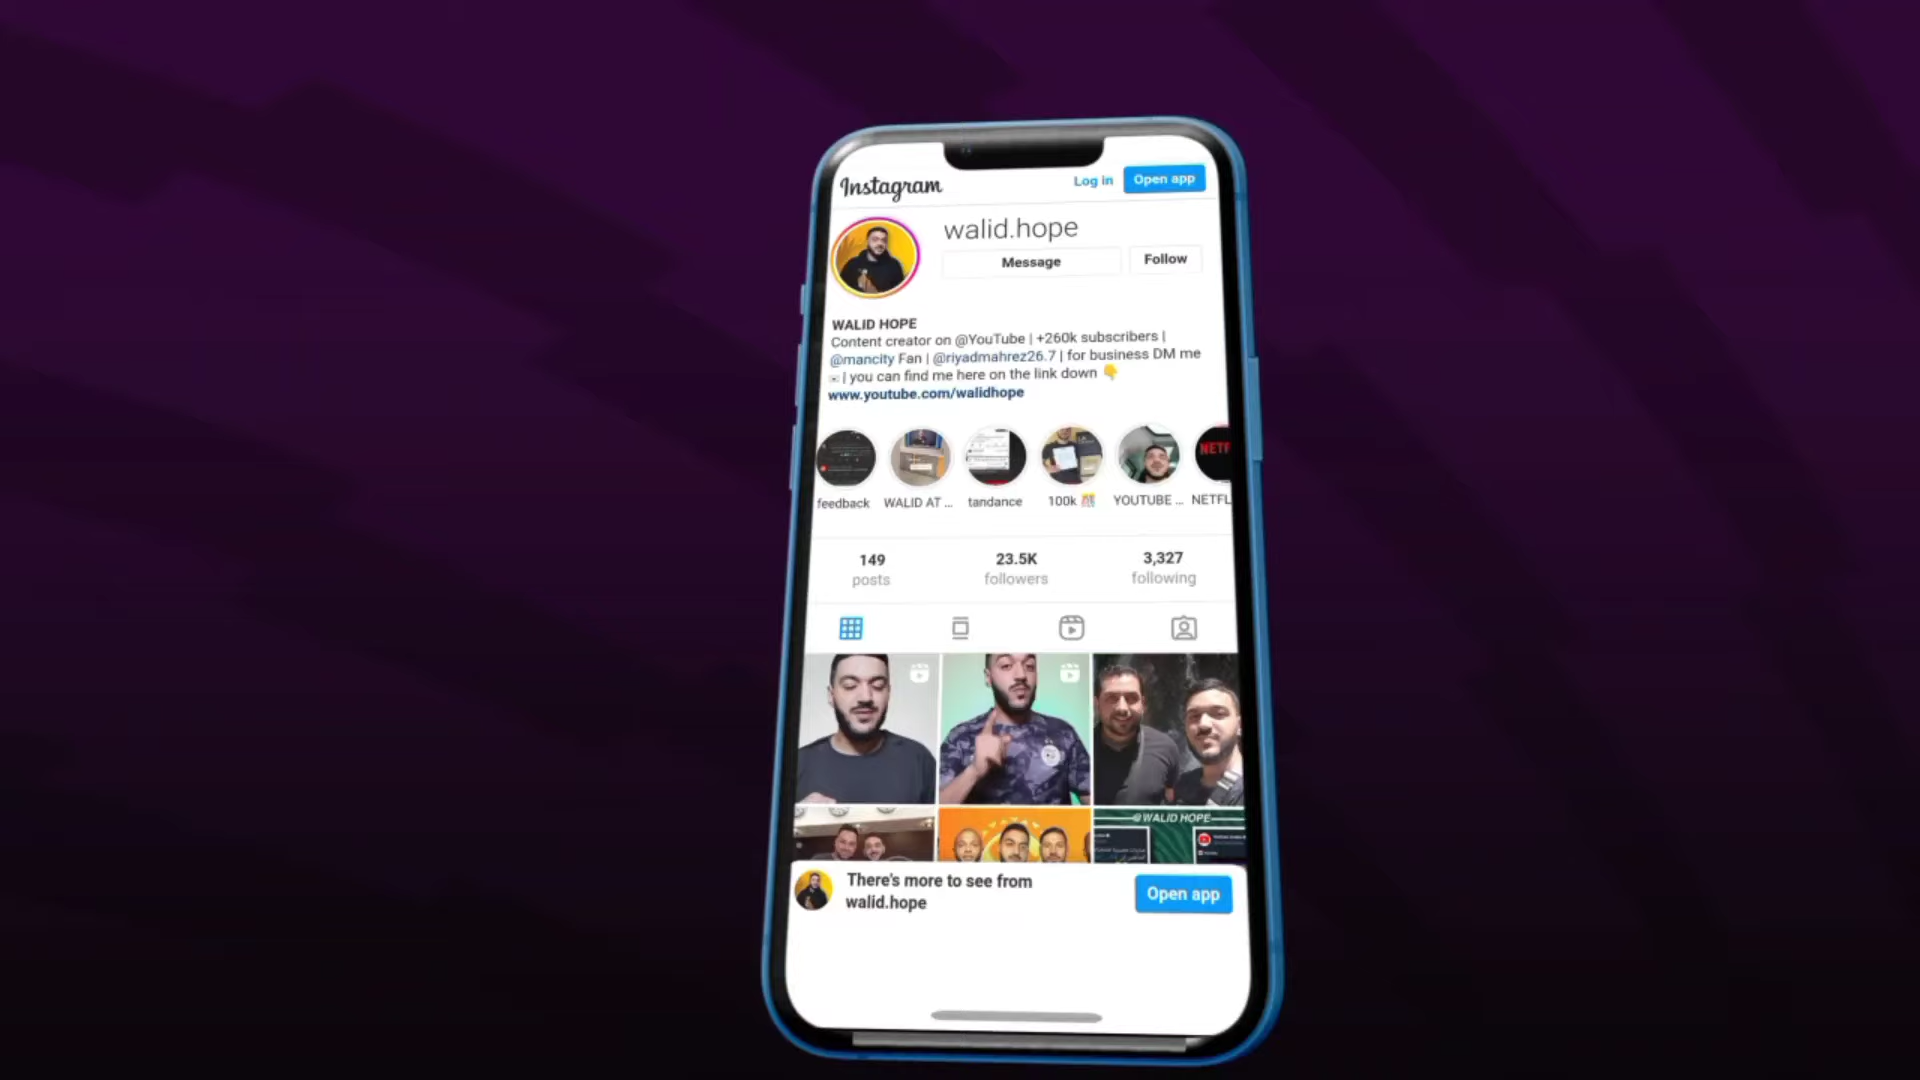 Instagram
Log in
Open app
walid.hope
Message
Follow
WALID HOPE
Content creator on @YouTube | +260k subscribers |
@mancity Fan | @riyadmahrez26.7 | for business DM me
✉️ | you can find me here on the link down 👇
www.youtube.com/walidhope
feedback
WALID AT ...
tandance
100k 🎊
YOUTUBE ...
NETFL
NETF
149
posts
23.5K
followers
3,327
following
@WALID HOPE
There's more to see from
walid.hope
Open app